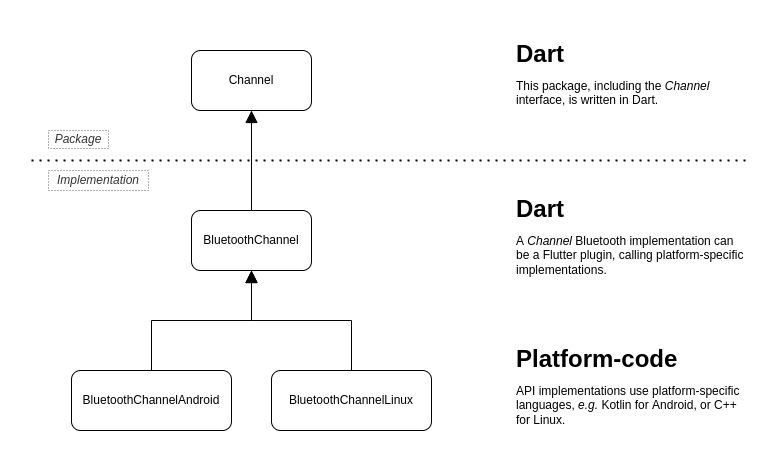 Channel
Dart
This package, including the Channel
interface, is written in Dart.
Package
Implementation
BluetoothChannel
Dart
A Channel Bluetooth implementation can
be a Flutter plugin, calling platform-specific
implementations.
BluetoothChannelAndroid
BluetoothChannelLinux
Platform-code
API implementations use platform-specific
languages, e.g. Kotlin for Android, or C++
for Linux.